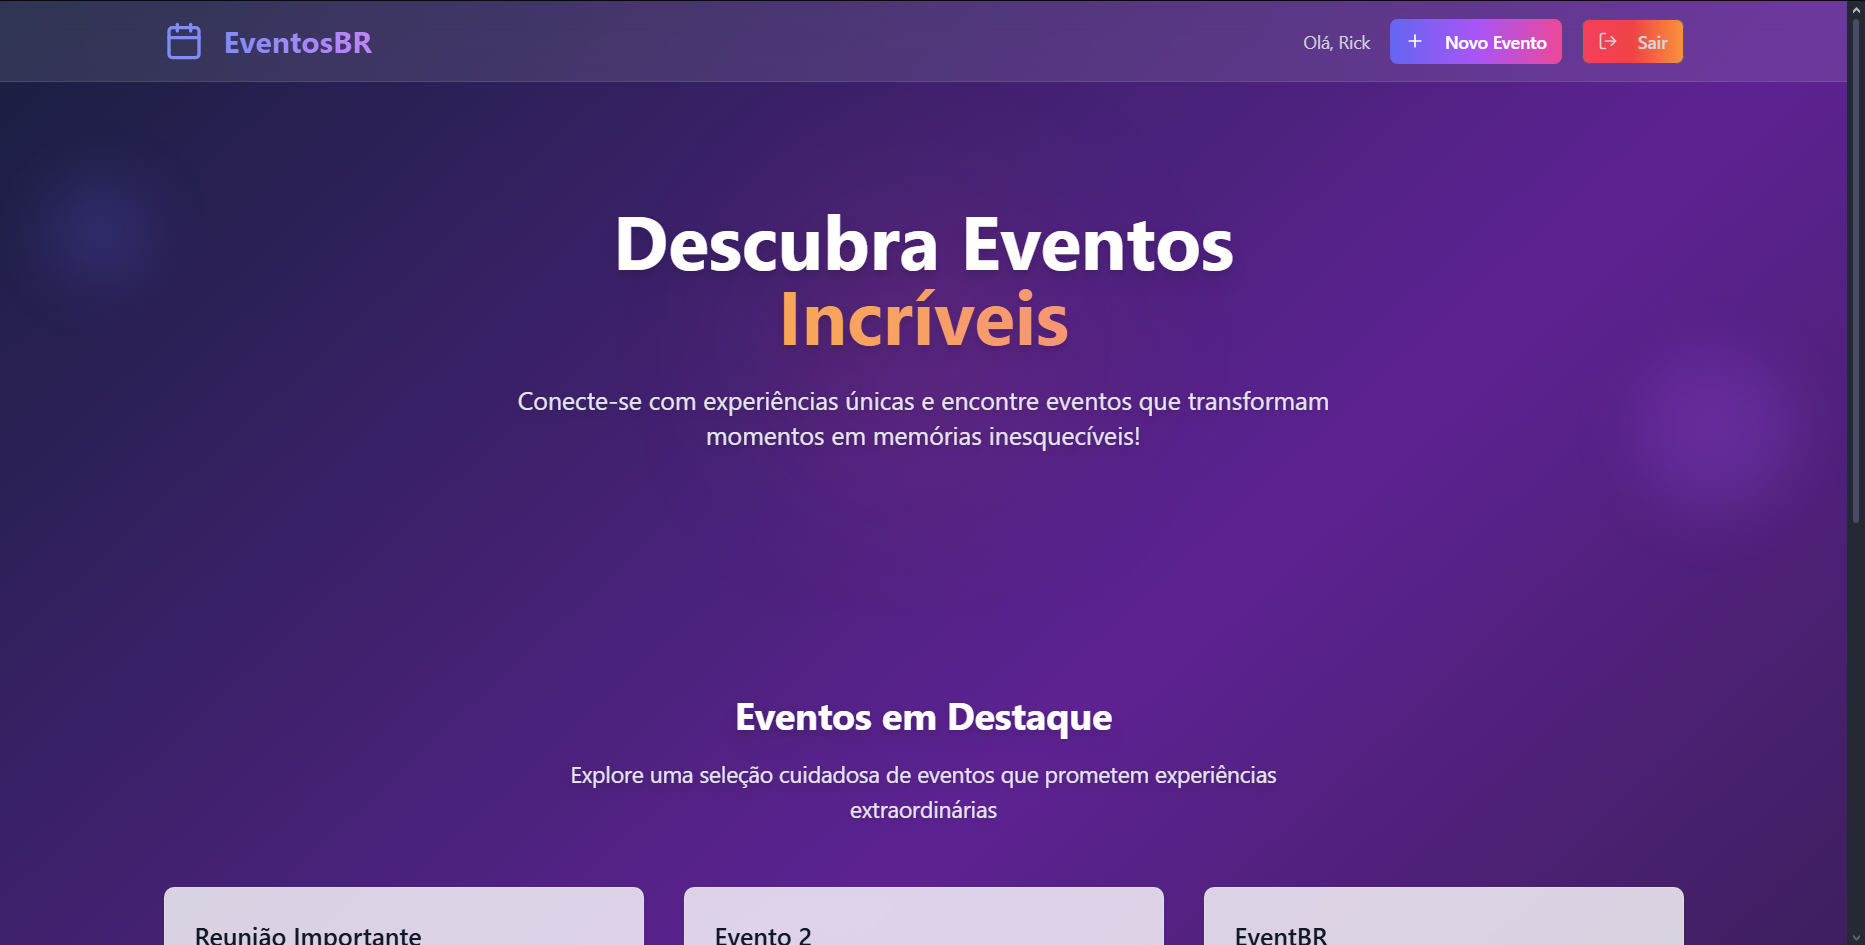 EventosBR
Olá, Rick
Novo Evento
Sair
Descubra Eventos
Incríveis
Conecte-se com experiências únicas e encontre eventos que transformam
momentos em memórias inesquecíveis!
Eventos em Destaque
Explore uma seleção cuidadosa de eventos que prometem experiências
extraordinárias
Reunião Importante
Evento 2
EventBR